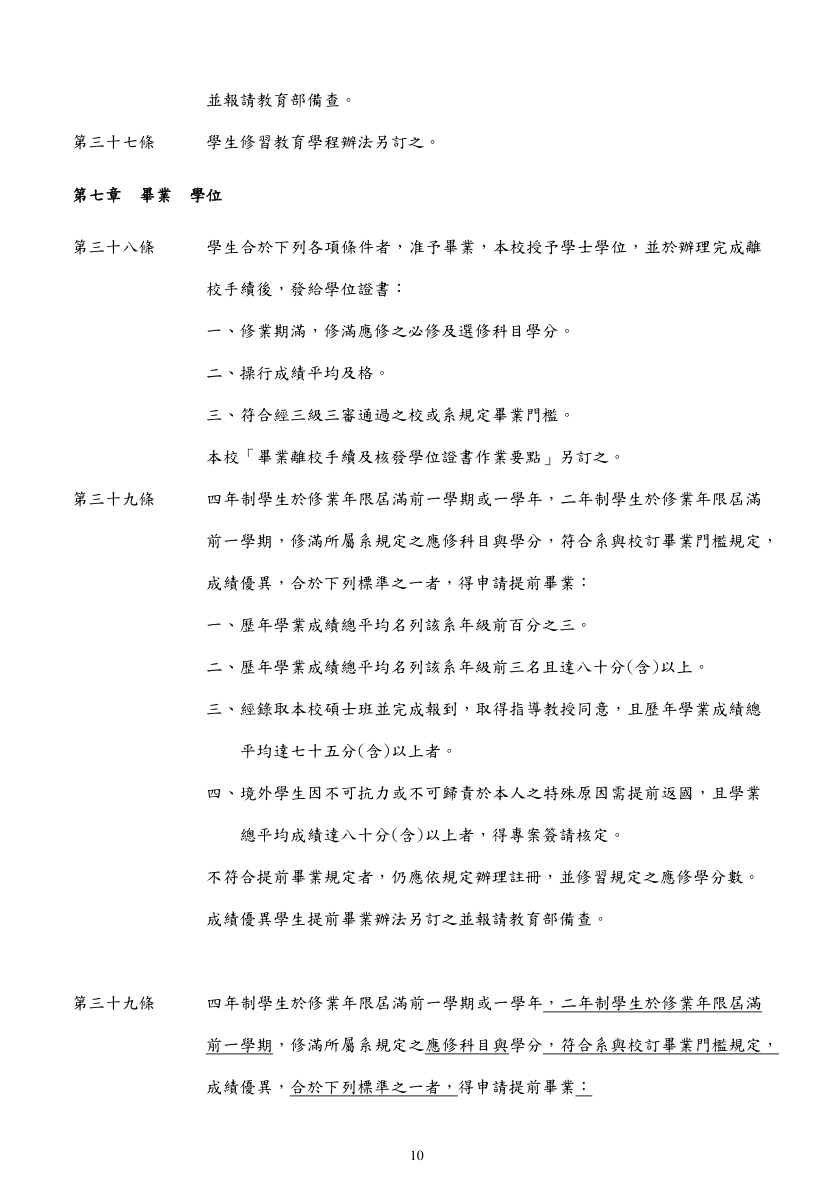 並報請教育部備查。
第三十七條 學生修習教育學程辦法另訂之。
第七章 畢業 學位
第三十八條 學生合於下列各項條件者，准予畢業，本校授予學士學位，並於辦理完成離
校手續後，發給學位證書：
一、修業期滿，修滿應修之必修及選修科目學分。
二、操行成績平均及格。
三、符合經三級三審通過之校或系規定畢業門檻。
本校「畢業離校手續及核發學位證書作業要點」另訂之。
第三十九條 四年制學生於修業年限屆滿前一學期或一學年，二年制學生於修業年限屆滿
前一學期，修滿所屬系規定之應修科目與學分，符合系與校訂畢業門檻規定，
成績優異，合於下列標準之一者，得申請提前畢業：
一、歷年學業成績總平均名列該系年級前百分之三。
二、歷年學業成績總平均名列該系年級前三名且達八十分(含)以上。
三、經錄取本校碩士班並完成報到，取得指導教授同意，且歷年學業成績總
平均達七十五分(含)以上者。
四、境外學生因不可抗力或不可歸責於本人之特殊原因需提前返國，且學業
總平均成績達八十分(含)以上者，得專案簽請核定。
不符合提前畢業規定者，仍應依規定辦理註冊，並修習規定之應修學分數。
成績優異學生提前畢業辦法另訂之並報請教育部備查。
第三十九條 四年制學生於修業年限屆滿前一學期或一學年，二年制學生於修業年限屆滿
前一學期，修滿所屬系規定之應修科目與學分，符合系與校訂畢業門檻規定，
成績優異，合於下列標準之一者，得申請提前畢業：
10